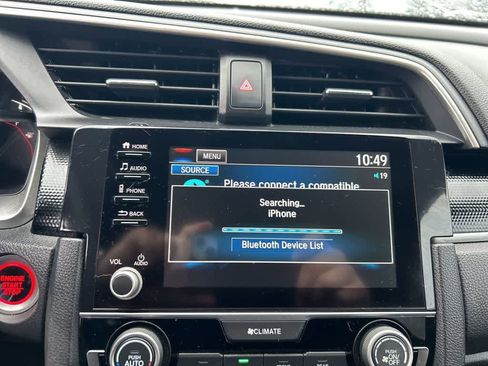 HOME
MENU
10:49
AUDIO
SOURCE
19
Please connect a compatible
PHONE
Searching...
iPhone
BACK
Bluetooth Device List
VOL
AUDIO
ENGINE
START
STOP
CLIMATE
PUSH
AUTO
PUSH
ON/
OFF